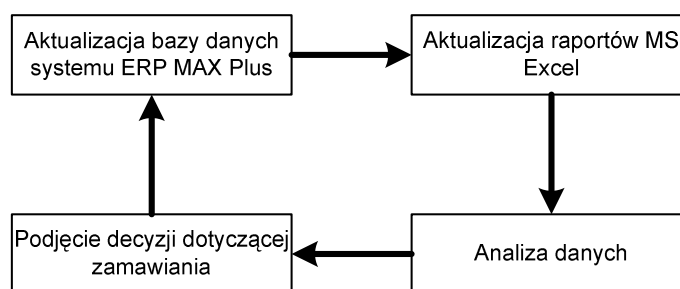 Aktualizacja bazy danych
systemu ERP MAX Plus
Aktualizacja raportów MS
Excel
Podjęcie decyzji dotyczącej
zamawiania
Analiza danych